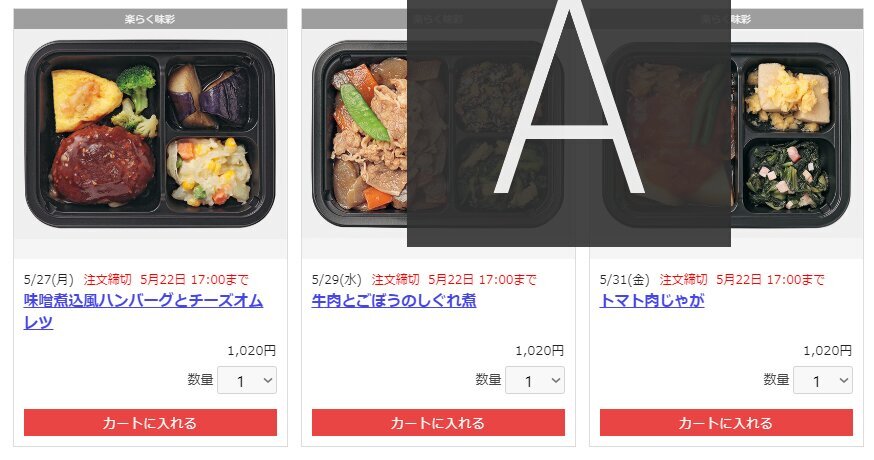 楽らく味彩
A
5/27(月) 注文締切 5月22日 17:00まで
味噌煮込風ハンバーグとチーズオム
レツ
1,020円
数量 1
カートに入れる
楽らく味彩
5/29(水) 注文締切 5月22日 17:00まで
牛肉とごぼうのしぐれ煮
1,020円
数量 1
カートに入れる
楽らく味彩
5/31(金) 注文締切 5月22日 17:00まで
トマト肉じゃが
1,020円
数量 1
カートに入れる